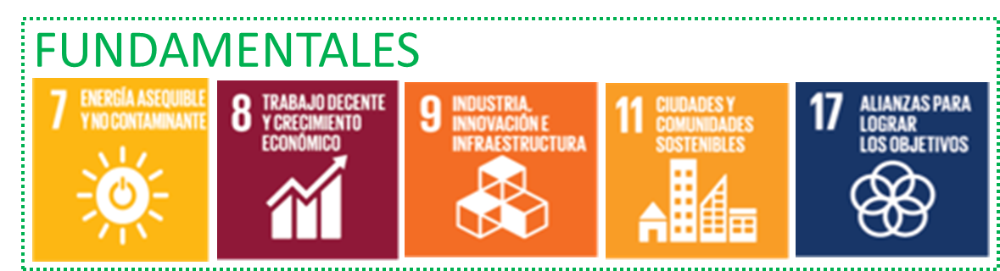 FUNDAMENTALES
7 ENERGÍA ASEQUIBLE
Y NO CONTAMINANTE
8 TRABAJO DECENTE
Y CRECIMIENTO
ECONÓMICO
9 INDUSTRIA,
INNOVACIÓN E
INFRAESTRUCTURA
11 CIUDADES Y
COMUNIDADES
SOSTENIBLES
17 ALIANZAS PARA
LOGRAR
LOS OBJETIVOS